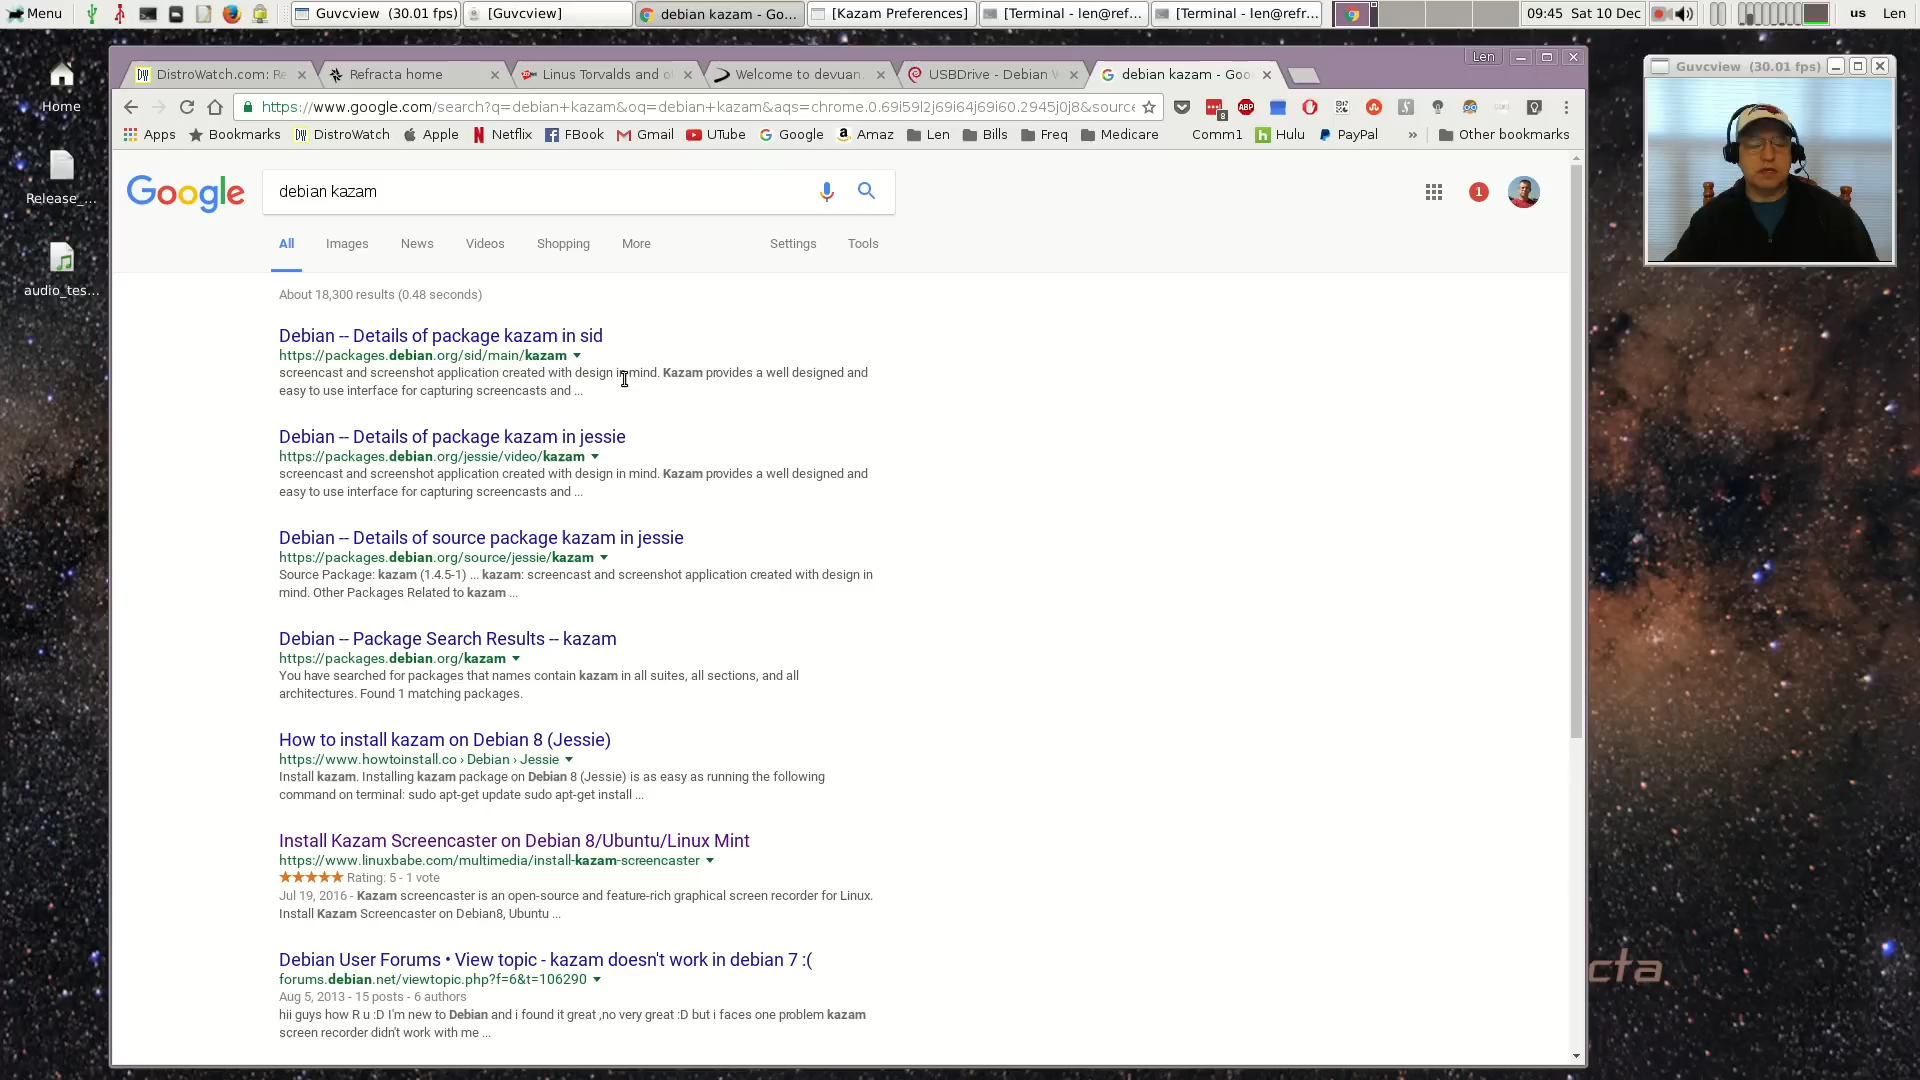 Menu
Guvcview (30.01 fps)
[Guvcview]
debian kazam - Go...
[Kazam Preferences]
[Terminal - len@ref...
[Terminal - len@refr...
09:45 Sat 10 Dec
us
Len
Home
Release_...
audio_tes...
Len
DistroWatch.com: Re
Refracta home
Linus Torvalds and o
Welcome to devuan.
USBDrive - Debian W
debian kazam - Goo
https://www.google.com/search?q=debian+kazam&oq=debian+kazam&aqs=chrome.0.69i59l2j69i64j69i60.2945j0j8&source
8
ABP
Apps
Bookmarks
DistroWatch
Apple
Netflix
FBook
Gmail
UTube
Google
Amaz
Len
Bills
Freq
Medicare
Comm1
Hulu
PayPal
»
Other bookmarks
Guvcview (30.01 fps)
Google
debian kazam
1
All Images News Videos Shopping More Settings Tools
About 18,300 results (0.48 seconds)
Debian -- Details of package kazam in sid
https://packages.debian.org/sid/main/kazam
screencast and screenshot application created with design in mind. Kazam provides a well designed and
easy to use interface for capturing screencasts and ...
Debian -- Details of package kazam in jessie
https://packages.debian.org/jessie/video/kazam
screencast and screenshot application created with design in mind. Kazam provides a well designed and
easy to use interface for capturing screencasts and ...
Debian -- Details of source package kazam in jessie
https://packages.debian.org/source/jessie/kazam
Source Package: kazam (1.4.5-1) ... kazam: screencast and screenshot application created with design in
mind. Other Packages Related to kazam ...
Debian -- Package Search Results -- kazam
https://packages.debian.org/kazam
You have searched for packages that names contain kazam in all suites, all sections, and all
architectures. Found 1 matching packages.
How to install kazam on Debian 8 (Jessie)
https://www.howtoinstall.co › Debian › Jessie
Install kazam. Installing kazam package on Debian 8 (Jessie) is as easy as running the following
command on terminal: sudo apt-get update sudo apt-get install ...
Install Kazam Screencaster on Debian 8/Ubuntu/Linux Mint
https://www.linuxbabe.com/multimedia/install-kazam-screencaster
★★★★★ Rating: 5 - 1 vote
Jul 19, 2016 - Kazam screencaster is an open-source and feature-rich graphical screen recorder for Linux.
Install Kazam Screencaster on Debian8, Ubuntu ...
Debian User Forums • View topic - kazam doesn't work in debian 7 :(
forums.debian.net/viewtopic.php?f=6&t=106290
Aug 5, 2013 - 15 posts - 6 authors
hii guys how R u :D I'm new to Debian and i found it great ,no very great :D but i faces one problem kazam
screen recorder didn't work with me ...
cta